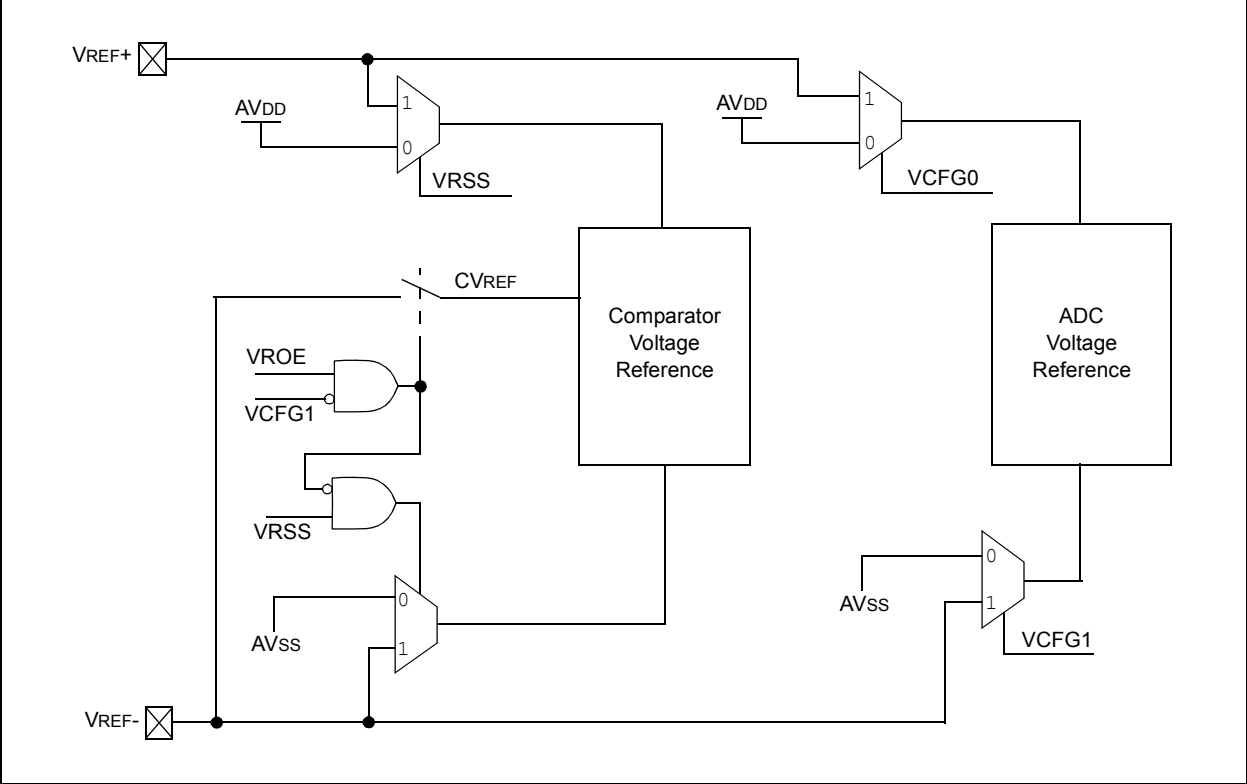 VREF+
AVDD
1
0
VRSS
AVDD
1
0
VCFG0
CVREF
Comparator
Voltage
Reference
ADC
Voltage
Reference
VROE
VCFG1
VRSS
0
1
AVSS
0
1
AVSS
VCFG1
VREF-